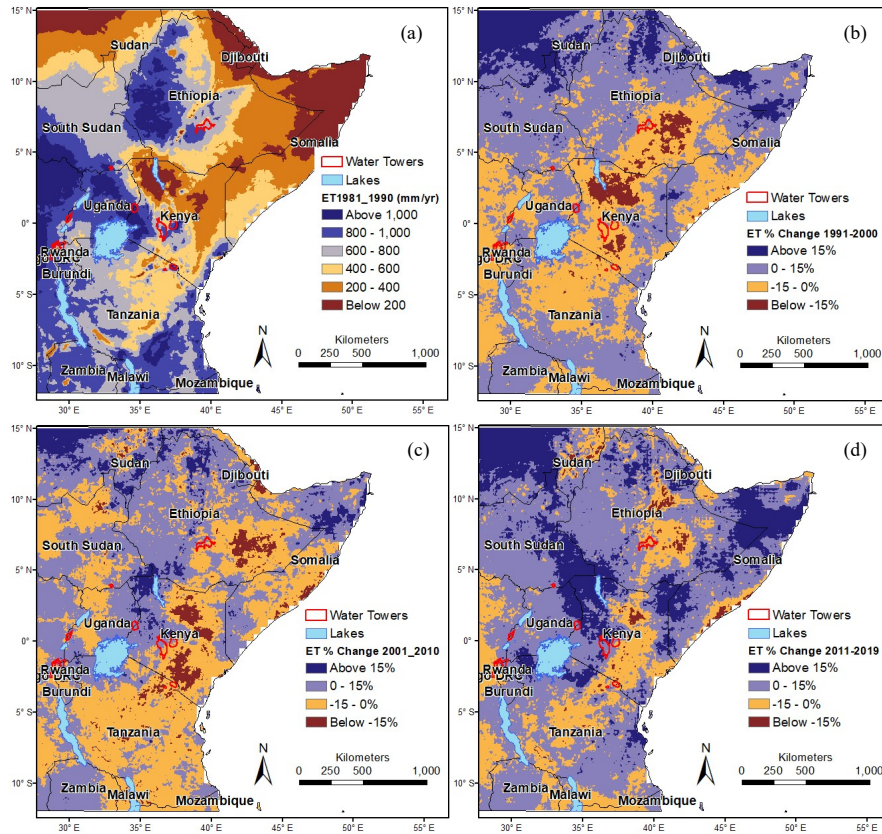 15° N
10° N
5° N
0°
5° S
10° S
(a)
Sudan
Djibouti
Ethiopia
South Sudan
Somalia
Uganda
Kenya
Rwanda
go DRC
Burundi
Tanzania
Zambia
Malawi
Mozambique
Water Towers
Lakes
ET1981_1990 (mm/yr)
Above 1,000
800 - 1,000
600 - 800
400 - 600
200 - 400
Below 200
N
Kilometers
0 250 500 1,000
30° E 35° E 40° E 45° E 50° E 55° E
15° N
10° N
5° N
0°
5° S
10° S
(b)
Sudan
Djibouti
Ethiopia
South Sudan
Somalia
Uganda
Kenya
Rwanda
go DRC
Burundi
Tanzania
Zambia
Malawi
Mozambique
Water Towers
Lakes
ET % Change 1991-2000
Above 15%
0 - 15%
-15 - 0%
Below -15%
N
Kilometers
0 250 500 1,000
30° E 35° E 40° E 45° E 50° E 55° E
15° N
10° N
5° N
0°
5° S
10° S
(c)
Sudan
Djibouti
Ethiopia
South Sudan
Somalia
Uganda
Kenya
Rwanda
go DRC
Burundi
Tanzania
Zambia
Malawi
Mozambique
Water Towers
Lakes
ET % Change 2001_2010
Above 15%
0 - 15%
-15 - 0%
Below -15%
N
Kilometers
0 250 500 1,000
30° E 35° E 40° E 45° E 50° E 55° E
15° N
10° N
5° N
0°
5° S
10° S
(d)
Sudan
Djibouti
Ethiopia
South Sudan
Somalia
Uganda
Kenya
Rwanda
go DRC
Burundi
Tanzania
Zambia
Malawi
Mozambique
Water Towers
Lakes
ET % Change 2011-2019
Above 15%
0 - 15%
-15 - 0%
Below -15%
N
Kilometers
0 250 500 1,000
30° E 35° E 40° E 45° E 50° E 55° E